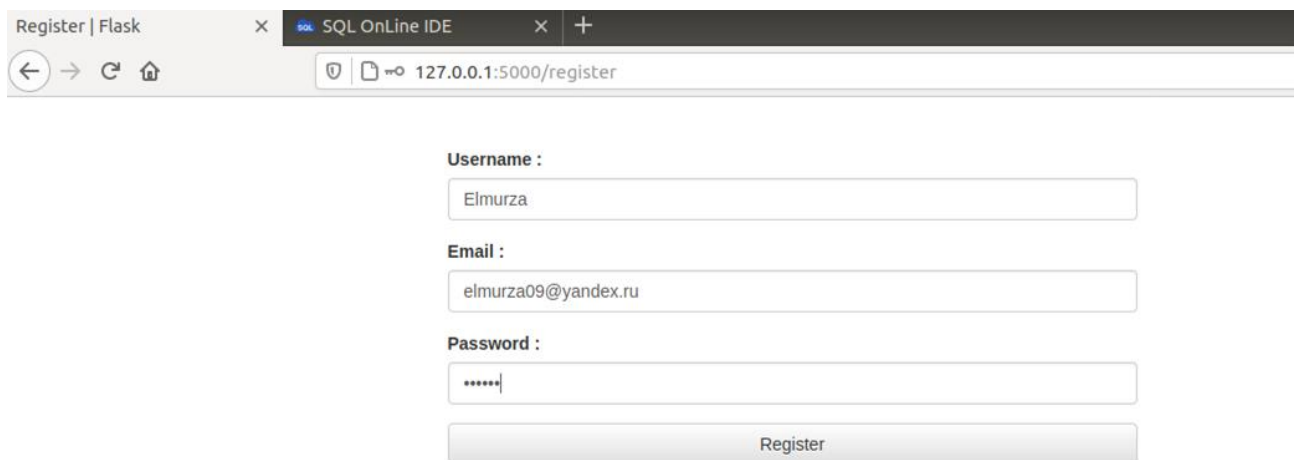 Register | Flask
SQL OnLine IDE
127.0.0.1:5000/register
Username :
Elmurza
Email :
elmurza09@yandex.ru
Password :
••••••
Register